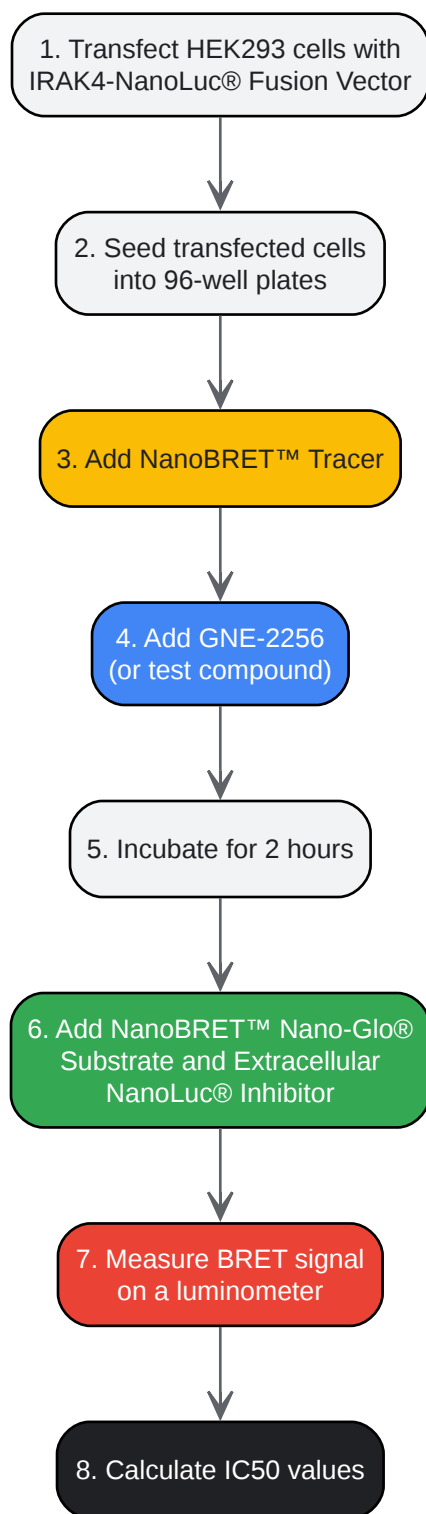 1. Transfect HEK293 cells with
IRAK4-NanoLuc® Fusion Vector
2. Seed transfected cells
into 96-well plates
3. Add NanoBRET™ Tracer
4. Add GNE-2256
(or test compound)
5. Incubate for 2 hours
6. Add NanoBRET™ Nano-Glo®
Substrate and Extracellular
NanoLuc® Inhibitor
7. Measure BRET signal
on a luminometer
8. Calculate IC50 values